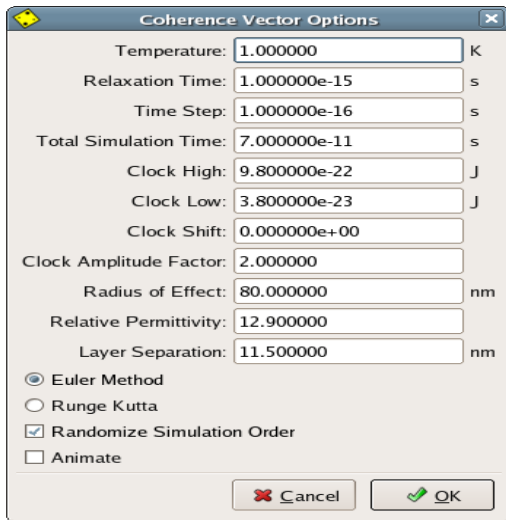 Coherence Vector Options
Temperature: 1.000000 K
Relaxation Time: 1.000000e-15 s
Time Step: 1.000000e-16 s
Total Simulation Time: 7.000000e-11 s
Clock High: 9.800000e-22 J
Clock Low: 3.800000e-23 J
Clock Shift: 0.000000e+00
Clock Amplitude Factor: 2.000000
Radius of Effect: 80.000000 nm
Relative Permittivity: 12.900000
Layer Separation: 11.500000 nm
Euler Method
Runge Kutta
Randomize Simulation Order
Animate
Cancel OK